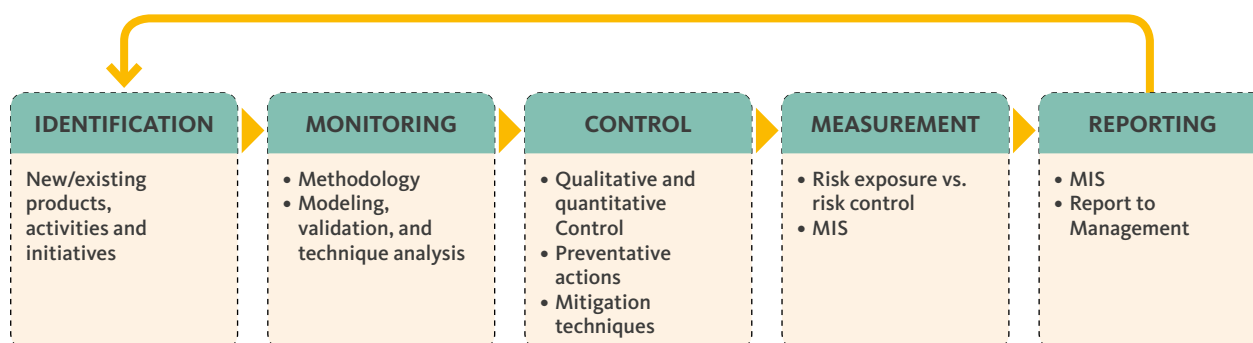 IDENTIFICATION
New/existing
products,
activities and
initiatives
MONITORING
• Methodology
• Modeling,
validation, and
technique analysis
CONTROL
• Qualitative and
quantitative
Control
• Preventative
actions
• Mitigation
techniques
MEASUREMENT
• Risk exposure vs.
risk control
• MIS
REPORTING
• MIS
• Report to
Management